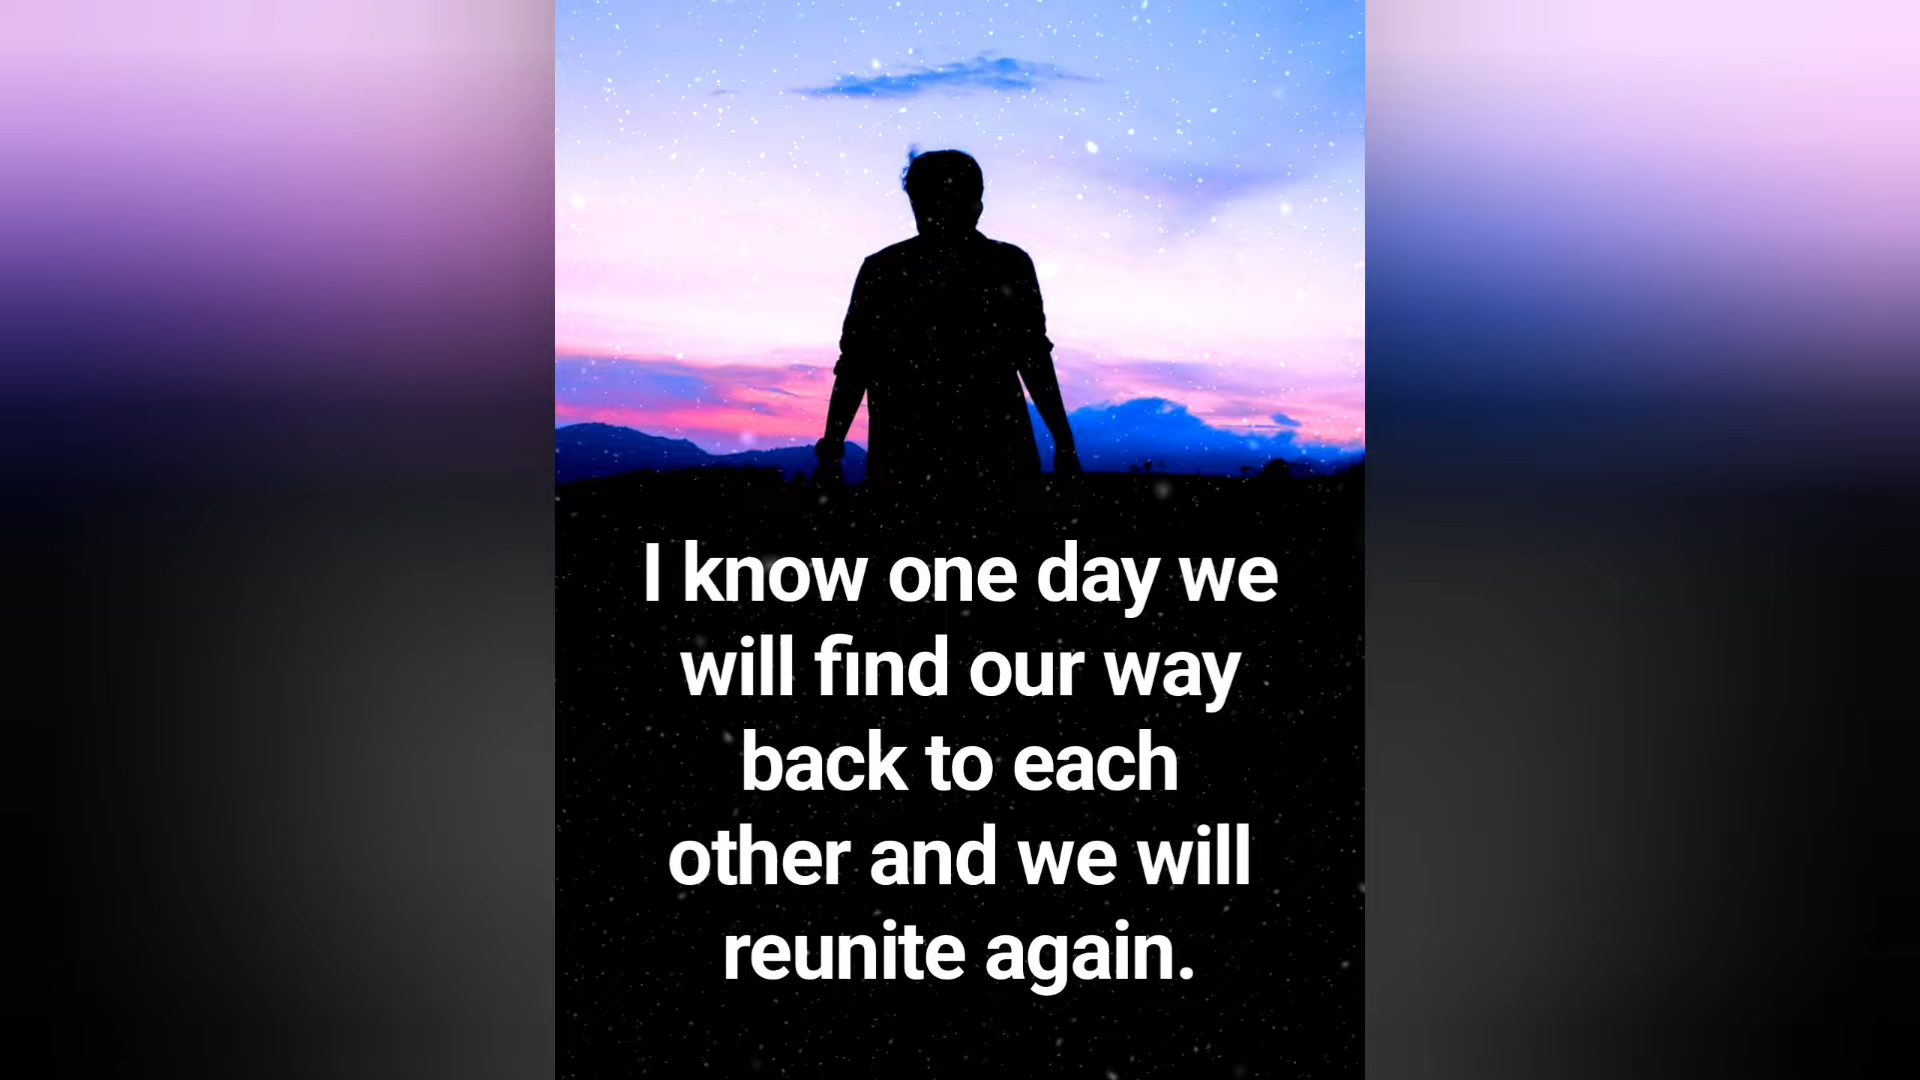 I know one day we
will find our way
back to each
other and we will
reunite again.